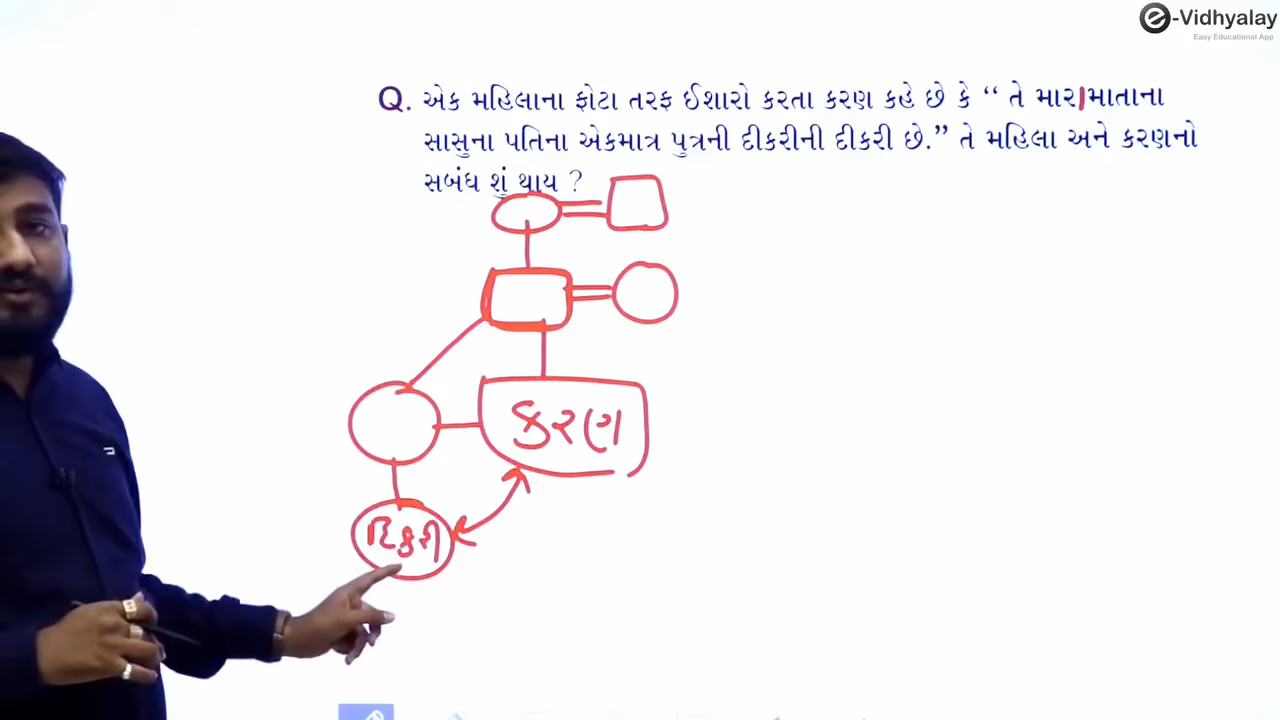 e-Vidhyalay
Easy Educational App
Q. એક મહિલાના ફોટા તરફ ઈશારો કરતા કરણ કહે છે કે “ તે મારા માતાના
સાસુના પતિના એકમાત્ર પુત્રની દીકરીની દીકરી છે.” તે મહિલા અને કરણનો
સબંધ શું થાય ?
કરણ
દિકરી